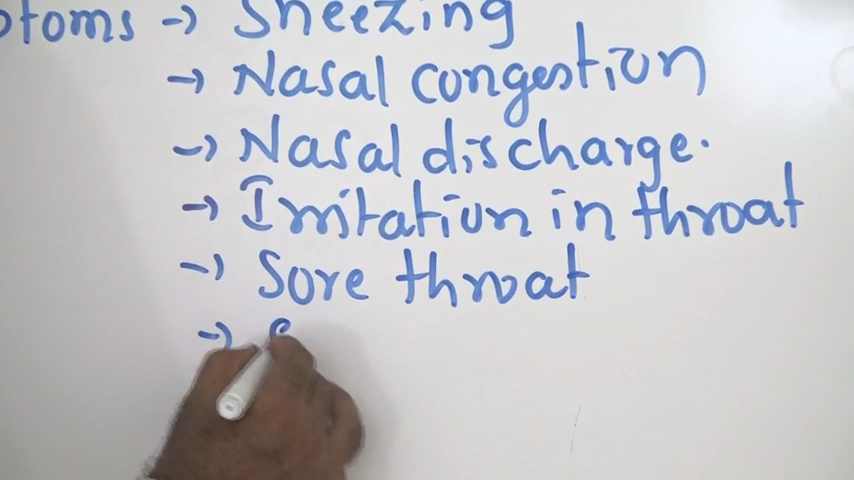 ptoms → Sneezing
→ Nasal congestion
→ Nasal discharge.
→ Irritation in throat
→ Sore throat
→